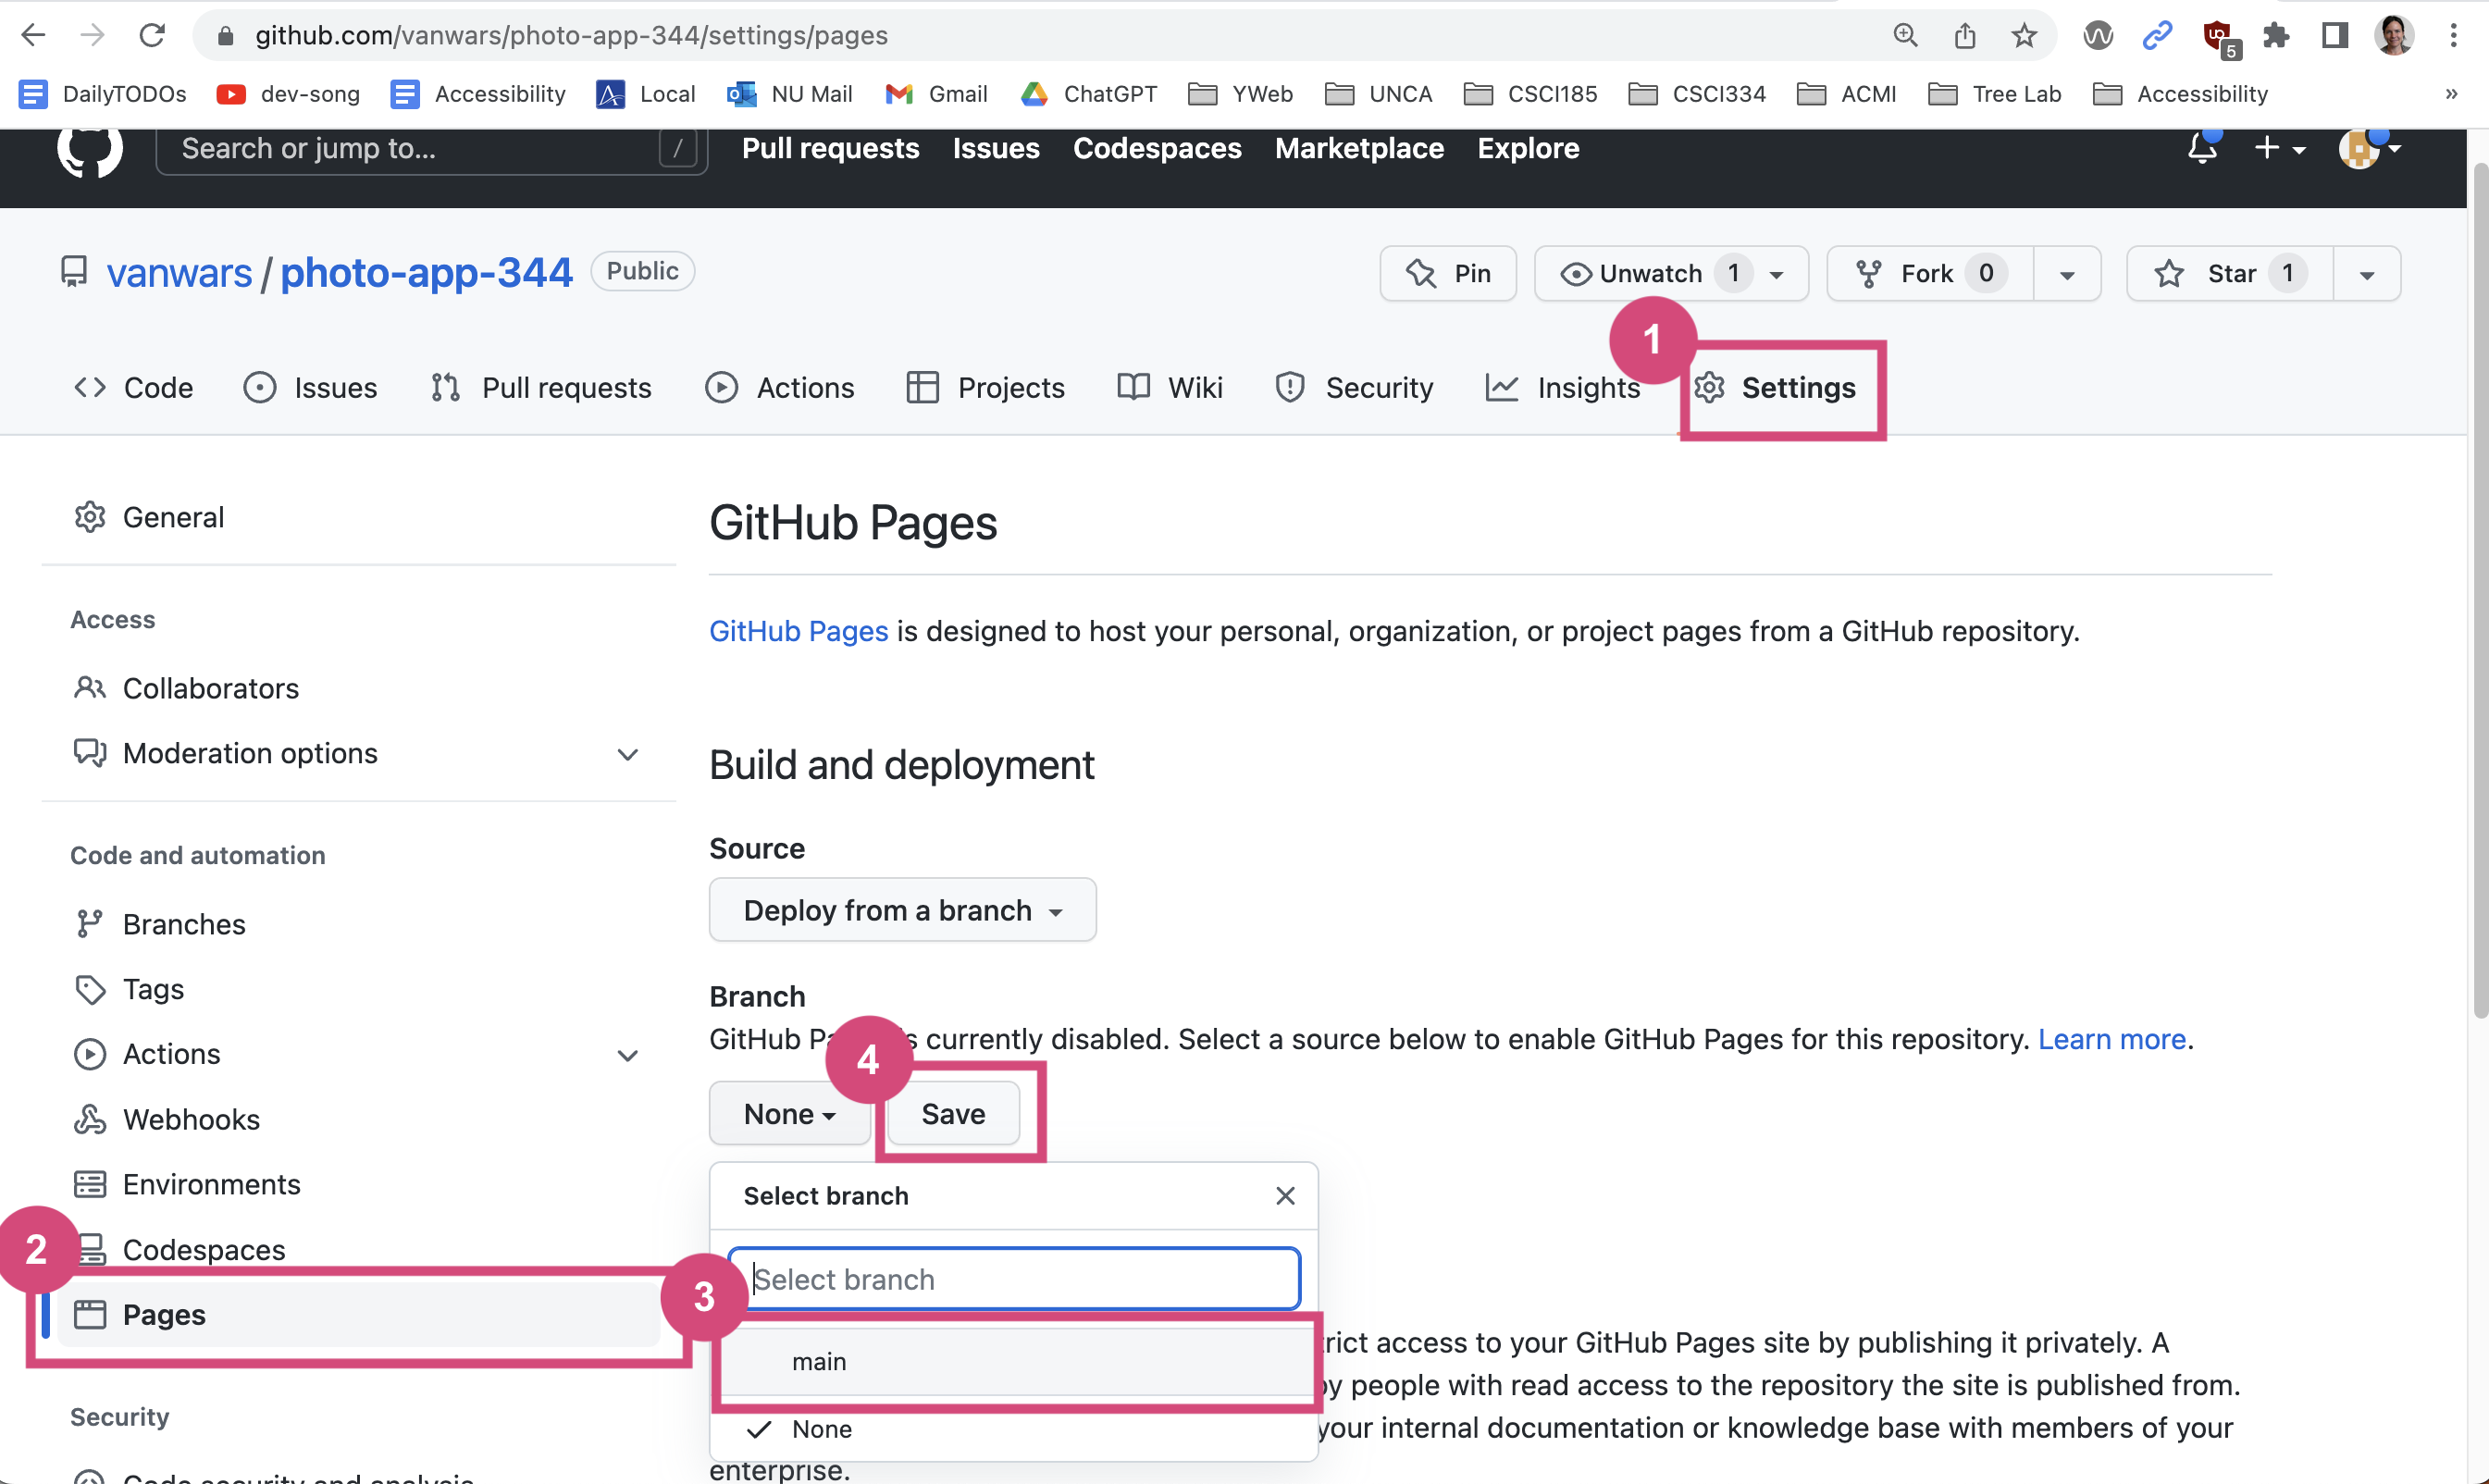 github.com/vanwars/photo-app-344/settings/pages
5
DailyTODOs dev-song Accessibility Local NU Mail Gmail ChatGPT YWeb UNCA CSCI185 CSCI334 ACMI Tree Lab Accessibility »
Search or jump to... / Pull requests Issues Codespaces Marketplace Explore
vanwars / photo-app-344 Public Pin Unwatch 1 Fork 0 Star 1
1
Code Issues Pull requests Actions Projects Wiki Security Insights Settings
General
Access
Collaborators
Moderation options
Code and automation
Branches
Tags
Actions
Webhooks
Environments
2
Codespaces
Pages
Security
Code security and analysis
GitHub Pages
GitHub Pages is designed to host your personal, organization, or project pages from a GitHub repository.
Build and deployment
Source
Deploy from a branch
Branch
GitHub Pa s currently disabled. Select a source below to enable GitHub Pages for this repository. Learn more.
4
None Save
Select branch
3
Select branch
main
None
trict access to your GitHub Pages site by publishing it privately. A
by people with read access to the repository the site is published from.
your internal documentation or knowledge base with members of your
enterprise.